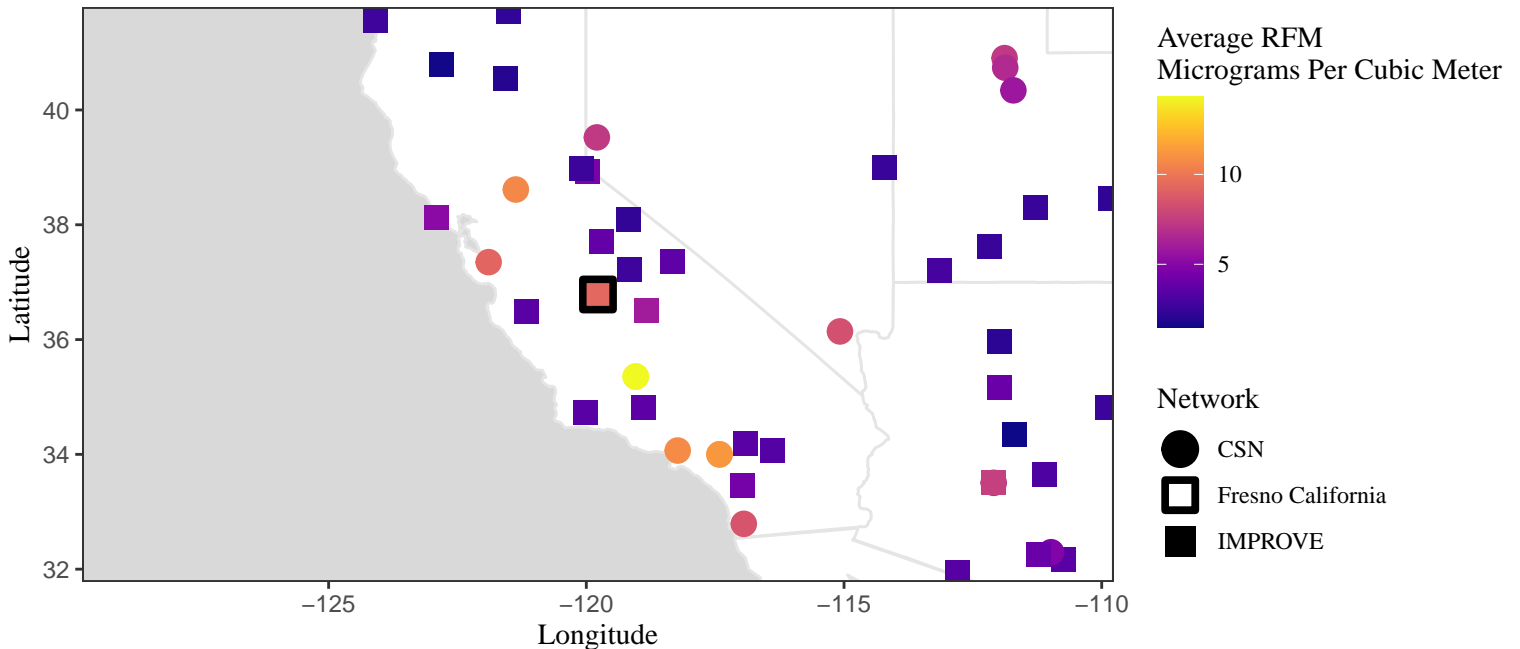 40
38
36
34
32
Latitude
−125
−120
−115
−110
Longitude
Average RFM
Micrograms Per Cubic Meter
10
5
Network
CSN
Fresno California
IMPROVE